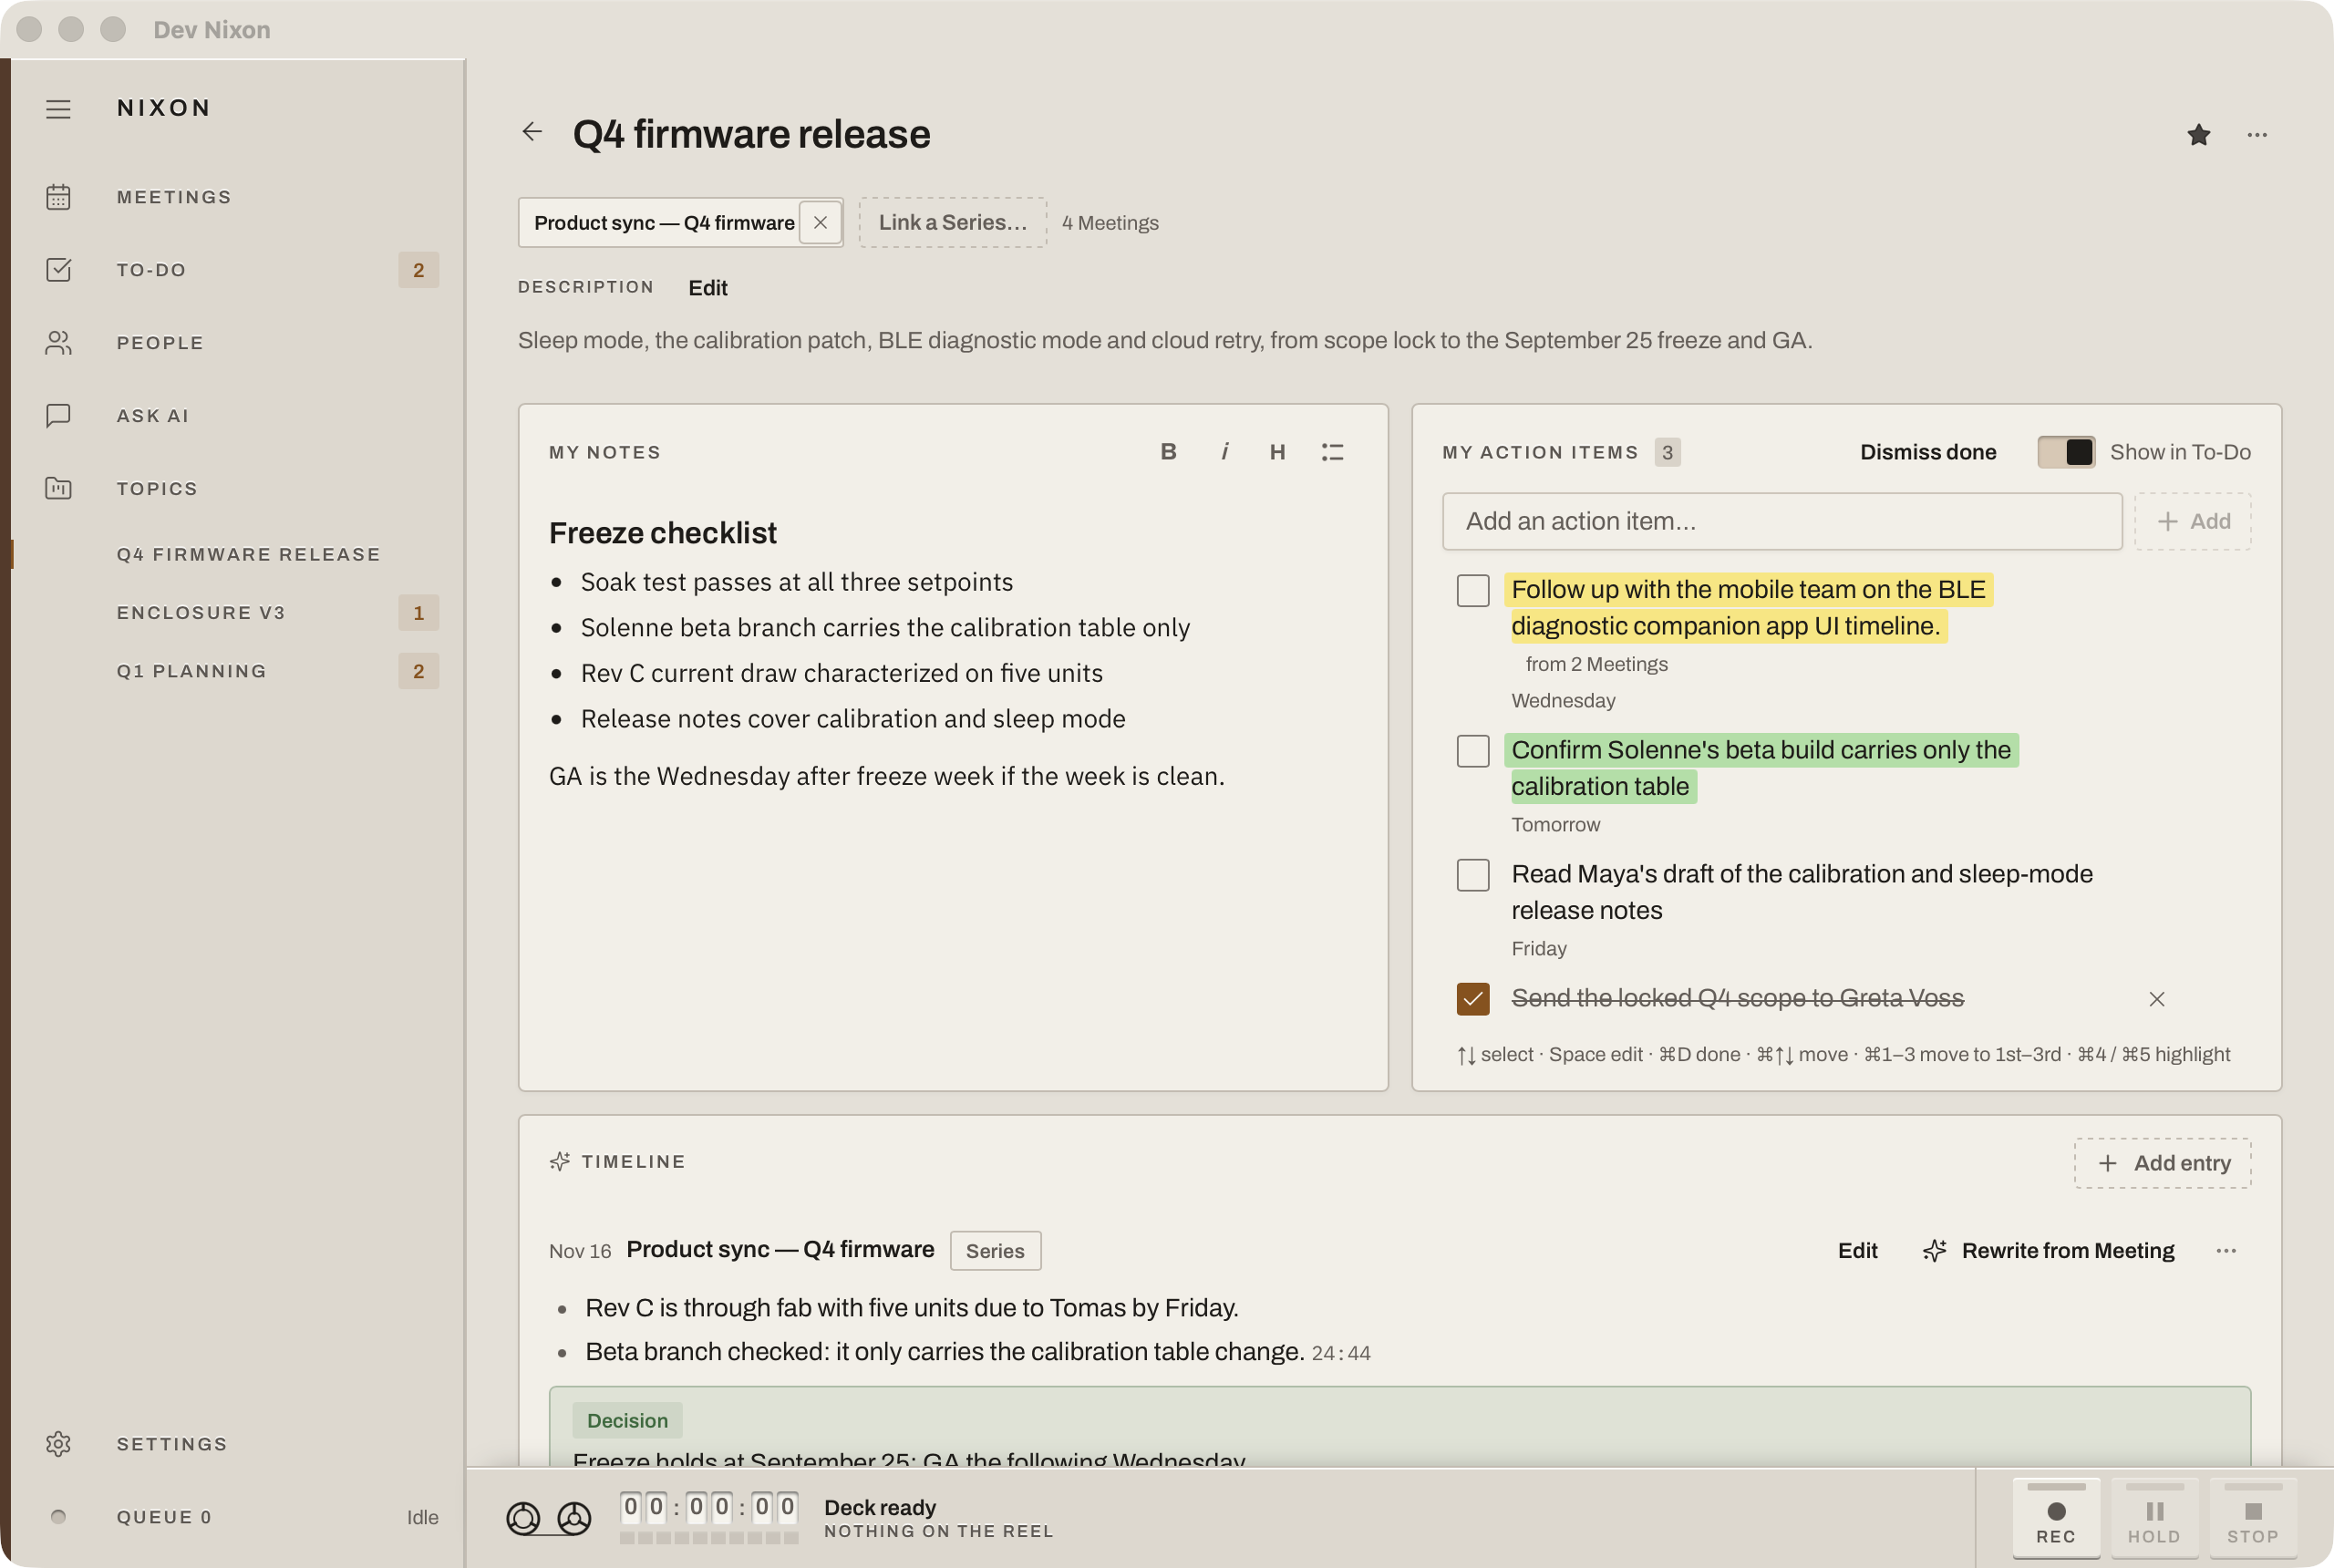 Dev Nixon
NIXON
MEETINGS
TO-DO 2
PEOPLE
ASK AI
TOPICS
Q4 FIRMWARE RELEASE
ENCLOSURE V3 1
Q1 PLANNING 2
SETTINGS
QUEUE 0 Idle
Q4 firmware release
Product sync — Q4 firmware
Link a Series...
4 Meetings
DESCRIPTION Edit
Sleep mode, the calibration patch, BLE diagnostic mode and cloud retry, from scope lock to the September 25 freeze and GA.
MY NOTES
B i H
Freeze checklist
• Soak test passes at all three setpoints
• Solenne beta branch carries the calibration table only
• Rev C current draw characterized on five units
• Release notes cover calibration and sleep mode
GA is the Wednesday after freeze week if the week is clean.
MY ACTION ITEMS 3
Dismiss done
Show in To-Do
Add an action item...
+ Add
Follow up with the mobile team on the BLE
diagnostic companion app UI timeline.
from 2 Meetings
Wednesday
Confirm Solenne's beta build carries only the
calibration table
Tomorrow
Read Maya's draft of the calibration and sleep-mode
release notes
Friday
Send the locked Q4 scope to Greta Voss
↑↓ select · Space edit · ⌘D done · ⌘↑↓ move · ⌘1–3 move to 1st–3rd · ⌘4 / ⌘5 highlight
TIMELINE
+ Add entry
Nov 16 Product sync — Q4 firmware Series
Edit
Rewrite from Meeting
• Rev C is through fab with five units due to Tomas by Friday.
• Beta branch checked: it only carries the calibration table change. 24:44
Decision
Freeze holds at September 25; GA the following Wednesday
00:00:00
Deck ready
NOTHING ON THE REEL
REC
HOLD
STOP